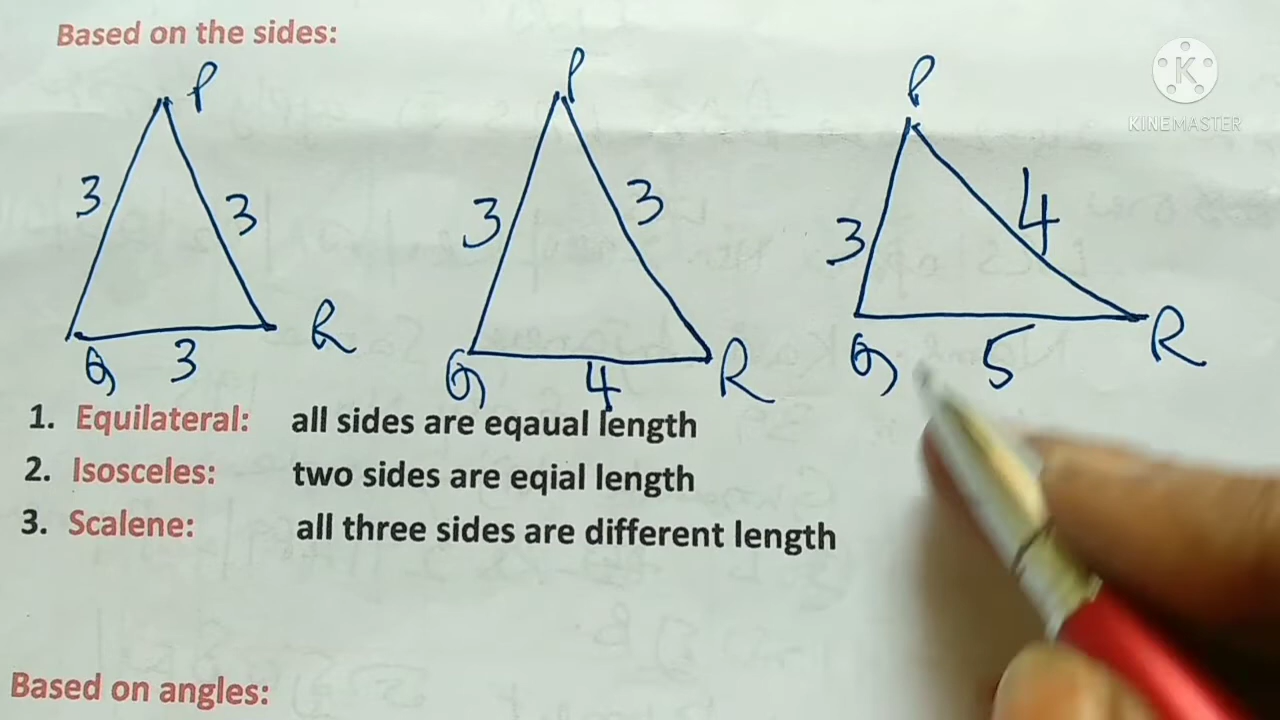 Based on the sides:
P P P
K
KINEMASTER
3 3 3 3 3 4
Q 3 R Q 4 R Q 5 R
1. Equilateral: all sides are eqaual length
2. Isosceles: two sides are eqial length
3. Scalene: all three sides are different length
Based on angles: